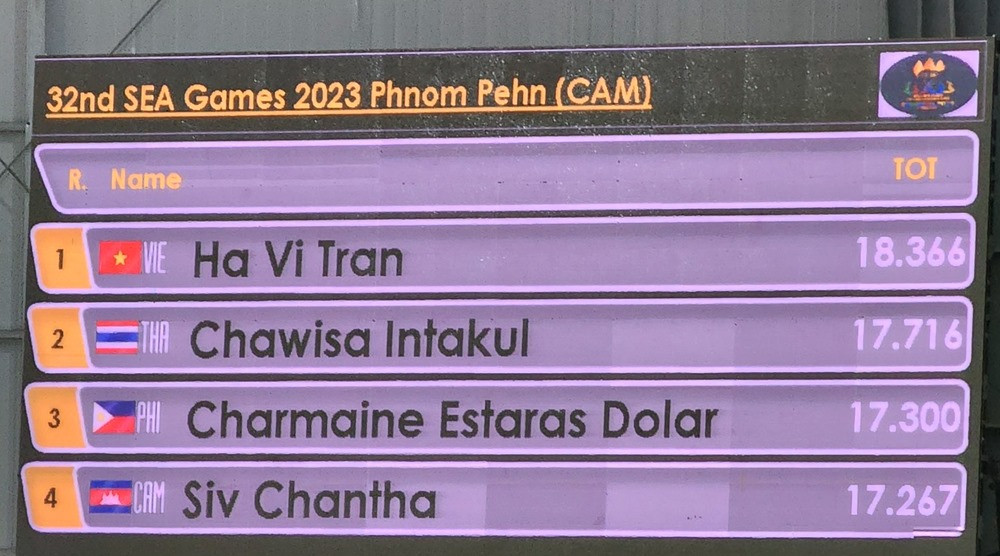 32nd SEA Games 2023 Phnom Pehn (CAM)
R. Name TOT
1 VIE Ha Vi Tran 18.366
2 THA Chawisa Intakul 17.716
3 PHI Charmaine Estaras Dolar 17.300
4 CAM Siv Chantha 17.267